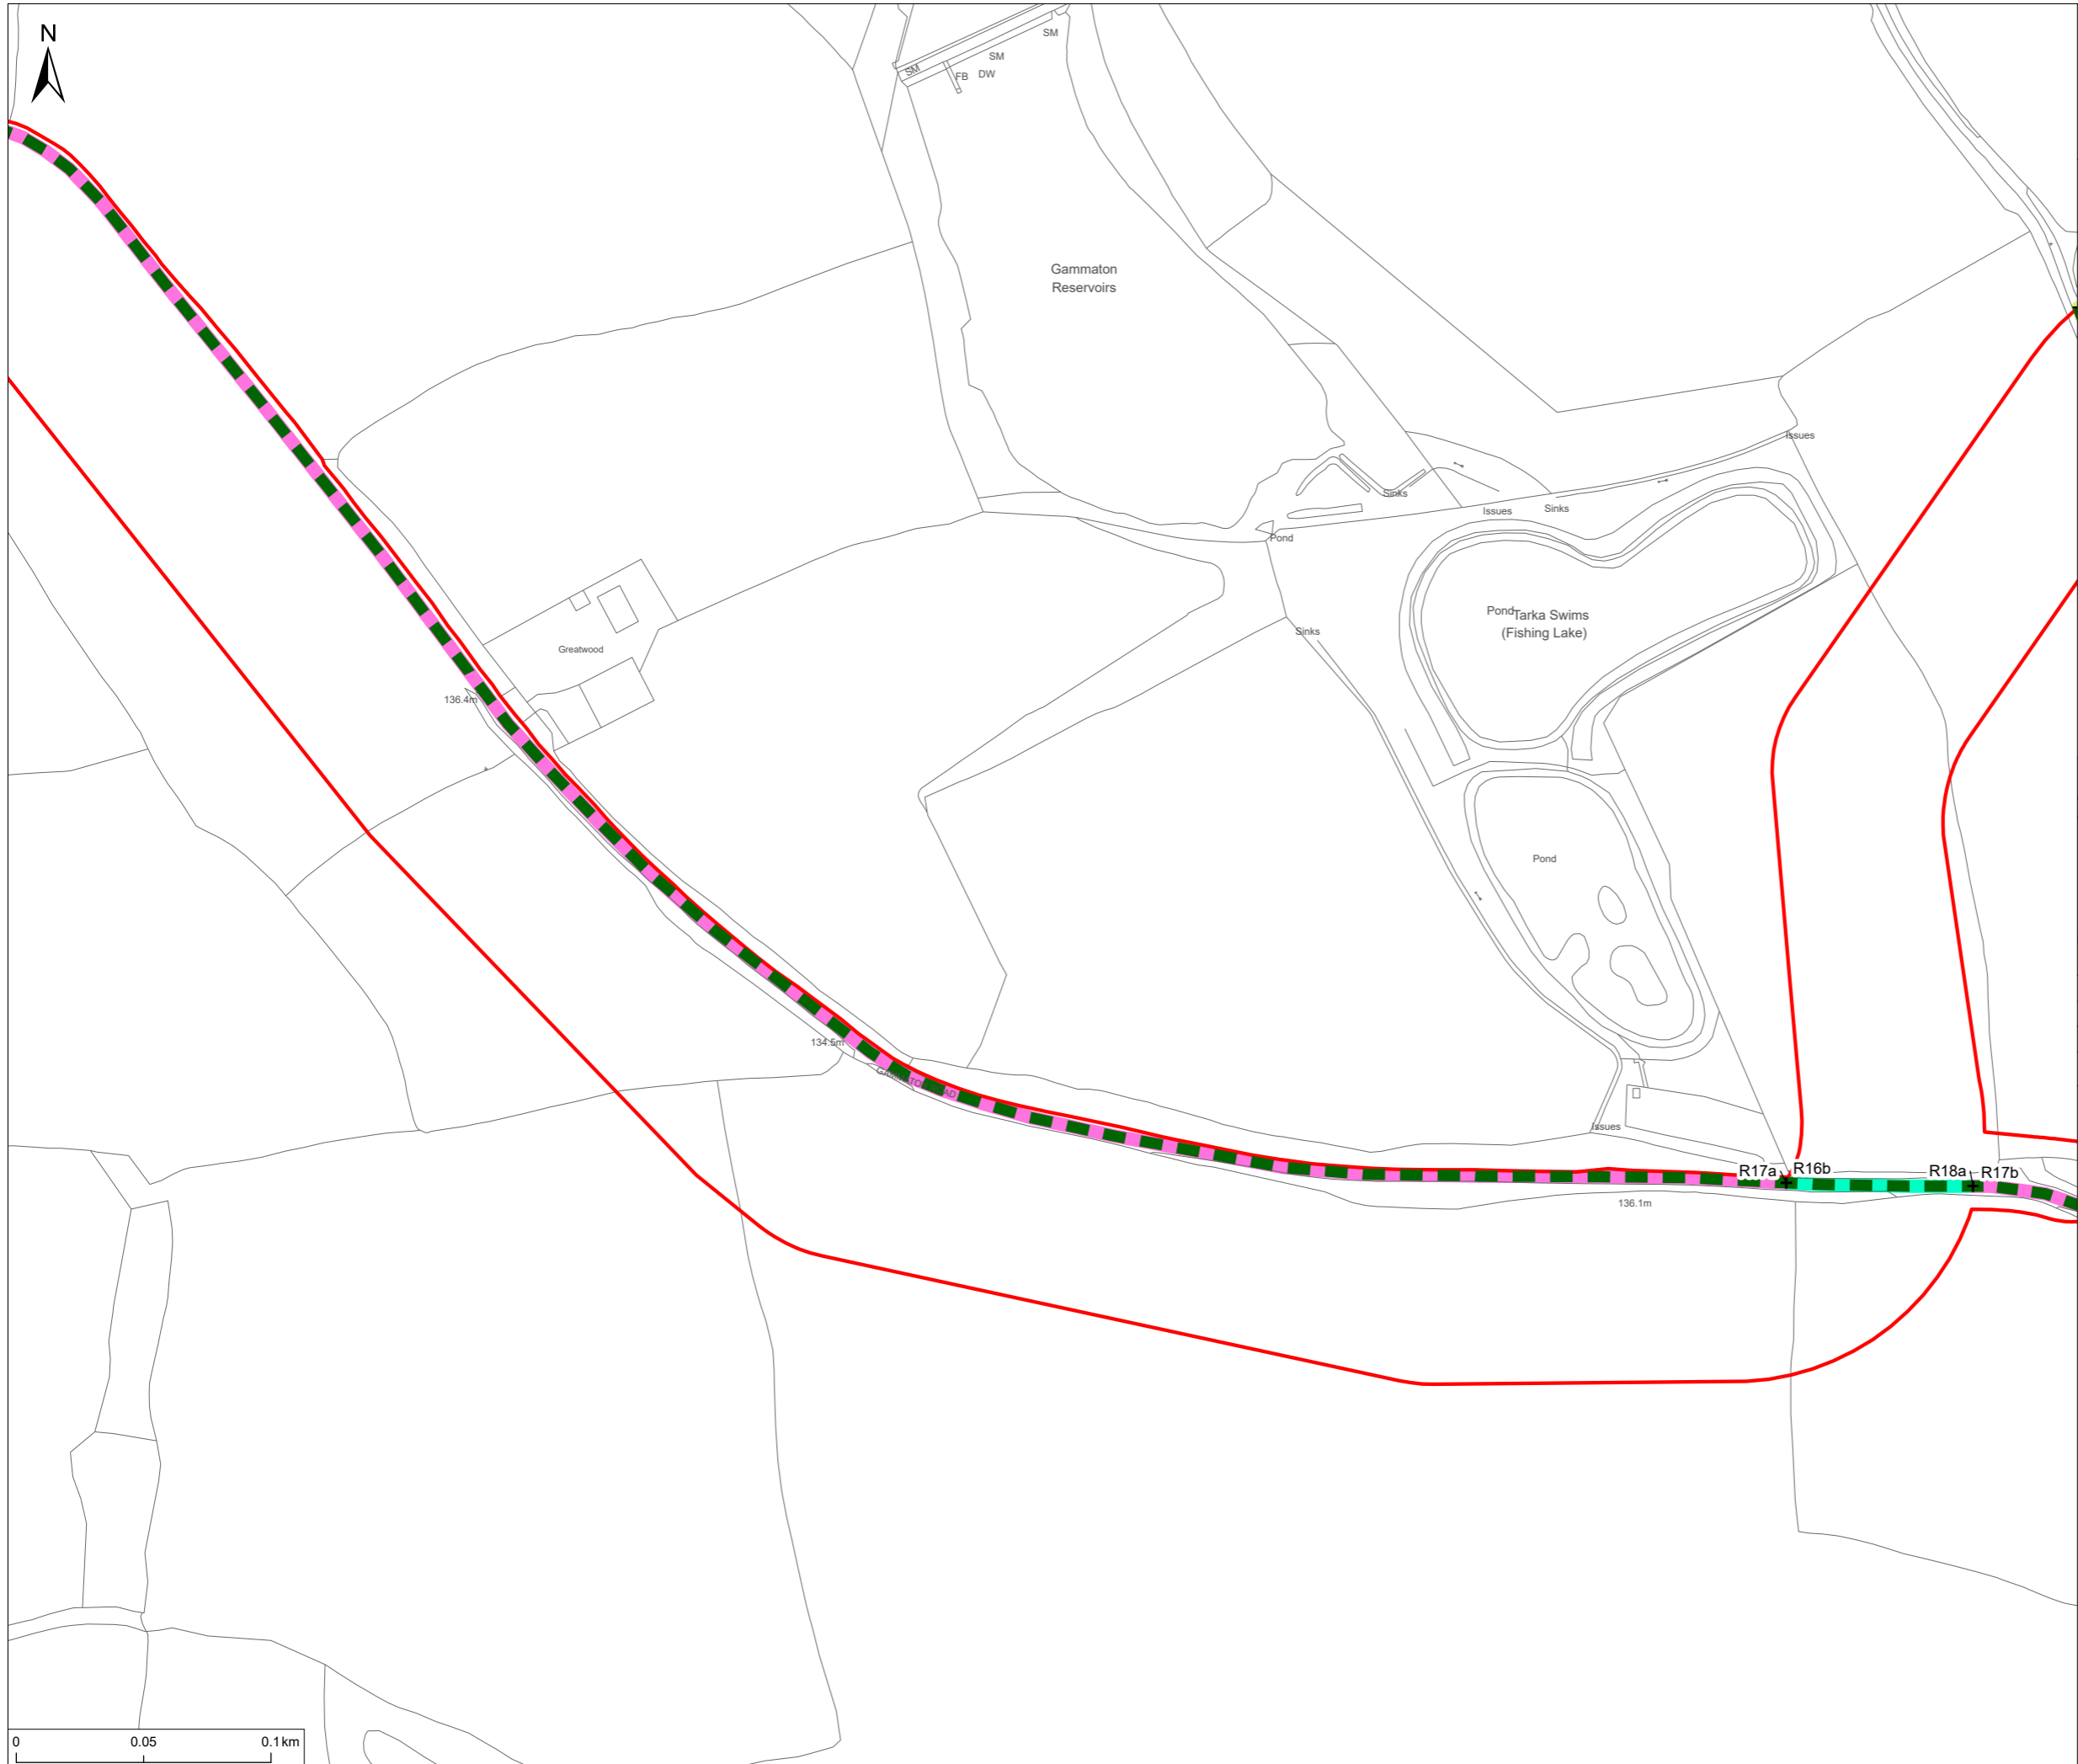 N
SM
SM
SM
FB
DW
Gammaton
Reservoirs
Issues
Sinks
Issues
Sinks
Pond
Pond
Tarka Swims
(Fishing Lake)
Sinks
Greatwood
136.4m
Pond
134.5m
Issues
R17a
R16b
R18a
R17b
136.1m
0
0.05
0.1 km